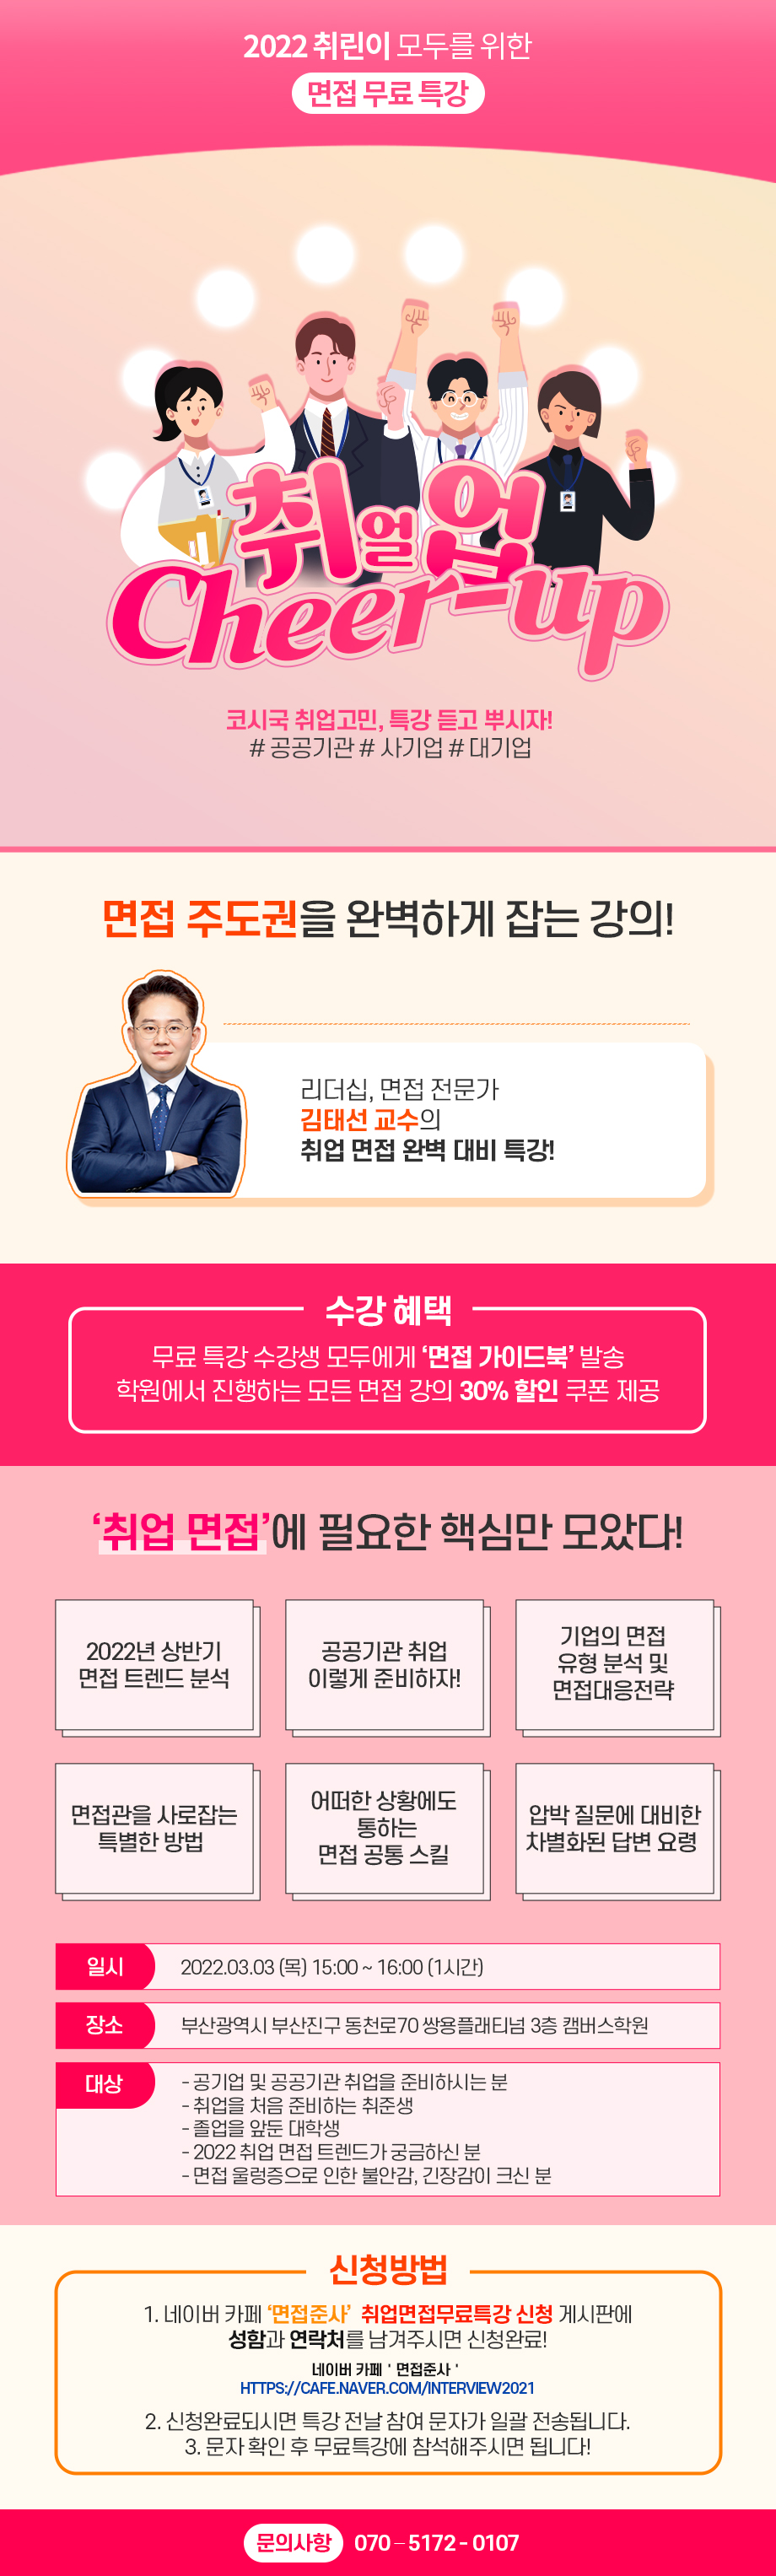 2022 취린이 모두를 위한
면접 무료 특강
취얼업
Cheer-up
코시국 취업고민, 특강 듣고 뿌시자!
# 공공기관 # 사기업 # 대기업
면접 주도권을 완벽하게 잡는 강의!
리더십, 면접 전문가
김태선 교수의
취업 면접 완벽 대비 특강!
수강 혜택
무료 특강 수강생 모두에게 ‘면접 가이드북’ 발송
학원에서 진행하는 모든 면접 강의 30% 할인 쿠폰 제공
‘취업 면접’에 필요한 핵심만 모았다!
2022년 상반기
면접 트렌드 분석
공공기관 취업
이렇게 준비하자!
기업의 면접
유형 분석 및
면접대응전략
면접관을 사로잡는
특별한 방법
어떠한 상황에도
통하는
면접 공통 스킬
압박 질문에 대비한
차별화된 답변 요령
일시
2022.03.03 (목) 15:00 ~ 16:00 (1시간)
장소
부산광역시 부산진구 동천로70 쌍용플래티넘 3층 캠버스학원
대상
- 공기업 및 공공기관 취업을 준비하시는 분
- 취업을 처음 준비하는 취준생
- 졸업을 앞둔 대학생
- 2022 취업 면접 트렌드가 궁금하신 분
- 면접 울렁증으로 인한 불안감, 긴장감이 크신 분
신청방법
1. 네이버 카페 ‘면접준사’ 취업면접무료특강 신청 게시판에
성함과 연락처를 남겨주시면 신청완료!
네이버 카페 ' 면접준사 '
HTTPS://CAFE.NAVER.COM/INTERVIEW2021
2. 신청완료되시면 특강 전날 참여 문자가 일괄 전송됩니다.
3. 문자 확인 후 무료특강에 참석해주시면 됩니다!
문의사항 070 – 5172 - 0107